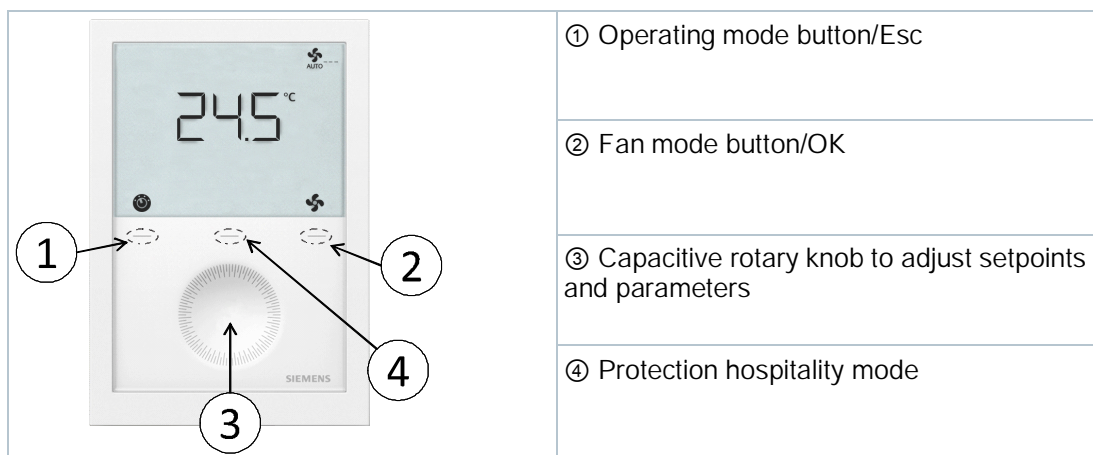 AUTO
24.5 °C
1
2
3
4
SIEMENS
① Operating mode button/Esc
② Fan mode button/OK
③ Capacitive rotary knob to adjust setpoints
and parameters
④ Protection hospitality mode